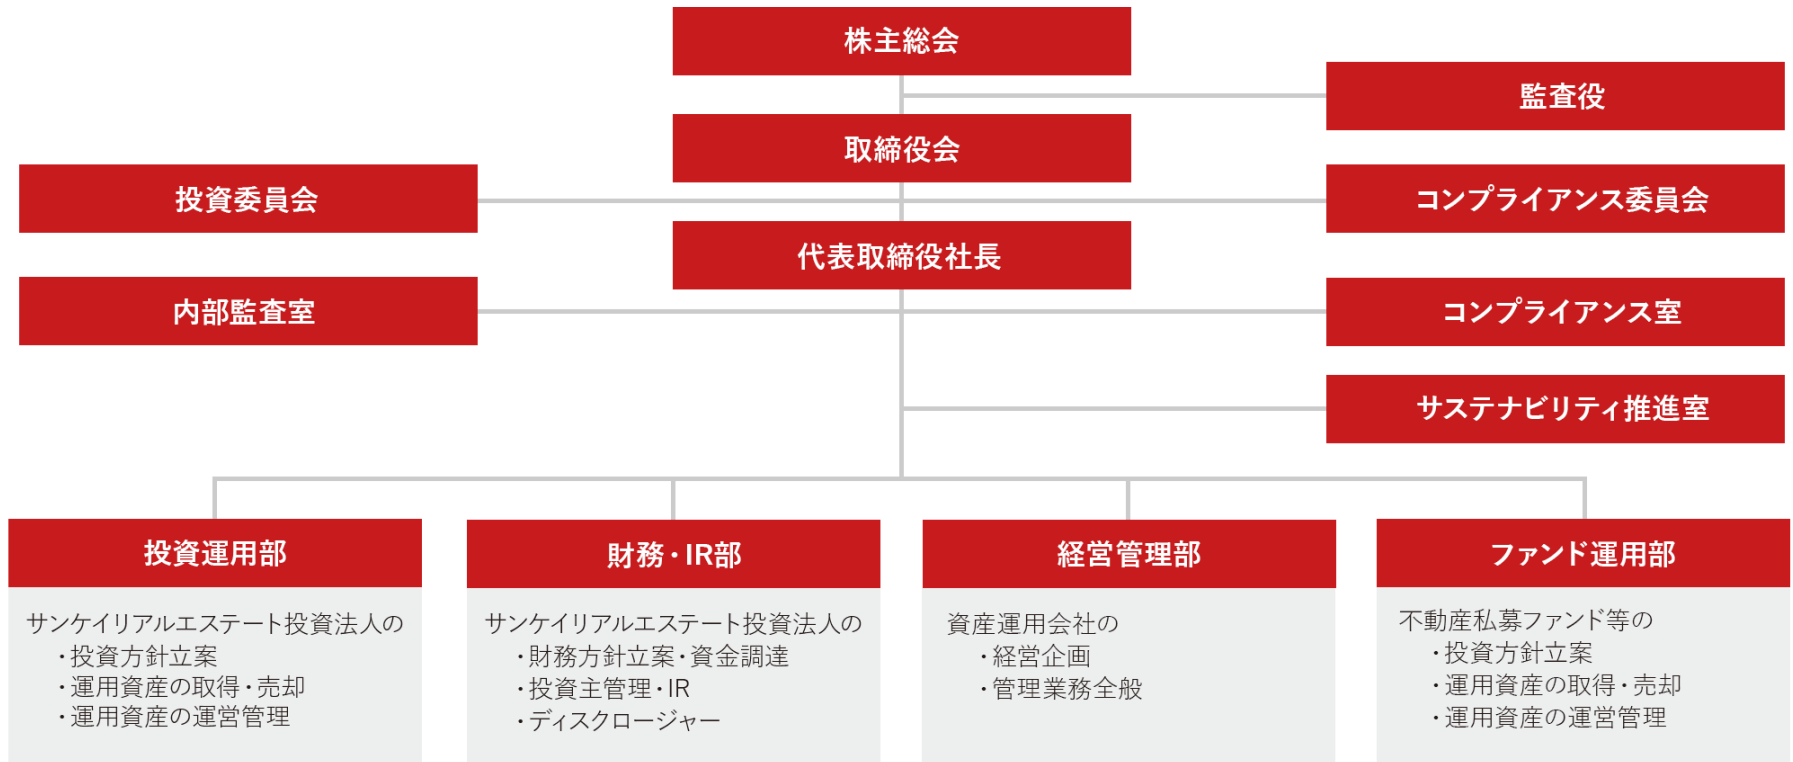 株主総会
監査役
取締役会
投資委員会
コンプライアンス委員会
代表取締役社長
内部監査室
コンプライアンス室
サステナビリティ推進室
投資運用部
サンケイリアルエステート投資法人の
・投資方針立案
・運用資産の取得・売却
・運用資産の運営管理
財務・IR部
サンケイリアルエステート投資法人の
・財務方針立案・資金調達
・投資主管理・IR
・ディスクロージャー
経営管理部
資産運用会社の
・経営企画
・管理業務全般
ファンド運用部
不動産私募ファンド等の
・投資方針立案
・運用資産の取得・売却
・運用資産の運営管理